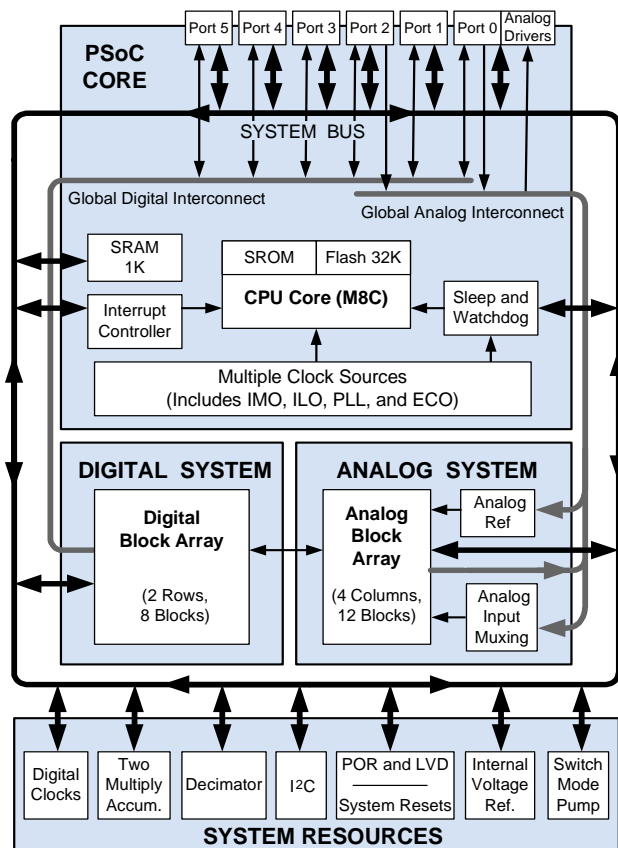 Port 5 Port 4 Port 3 Port 2 Port 1 Port 0 Analog
Drivers
PSoC
CORE
SYSTEM BUS
Global Digital Interconnect
Global Analog Interconnect
SRAM
1K
SROM Flash 32K
CPU Core (M8C)
Interrupt
Controller
Sleep and
Watchdog
Multiple Clock Sources
(Includes IMO, ILO, PLL, and ECO)
DIGITAL SYSTEM
ANALOG SYSTEM
Digital
Block Array
(2 Rows,
8 Blocks)
Analog
Block
Array
(4 Columns,
12 Blocks)
Analog
Ref
Analog
Input
Muxing
Digital
Clocks
Two
Multiply
Accum.
Decimator
I2C
POR and LVD
System Resets
Internal
Voltage
Ref.
Switch
Mode
Pump
SYSTEM RESOURCES